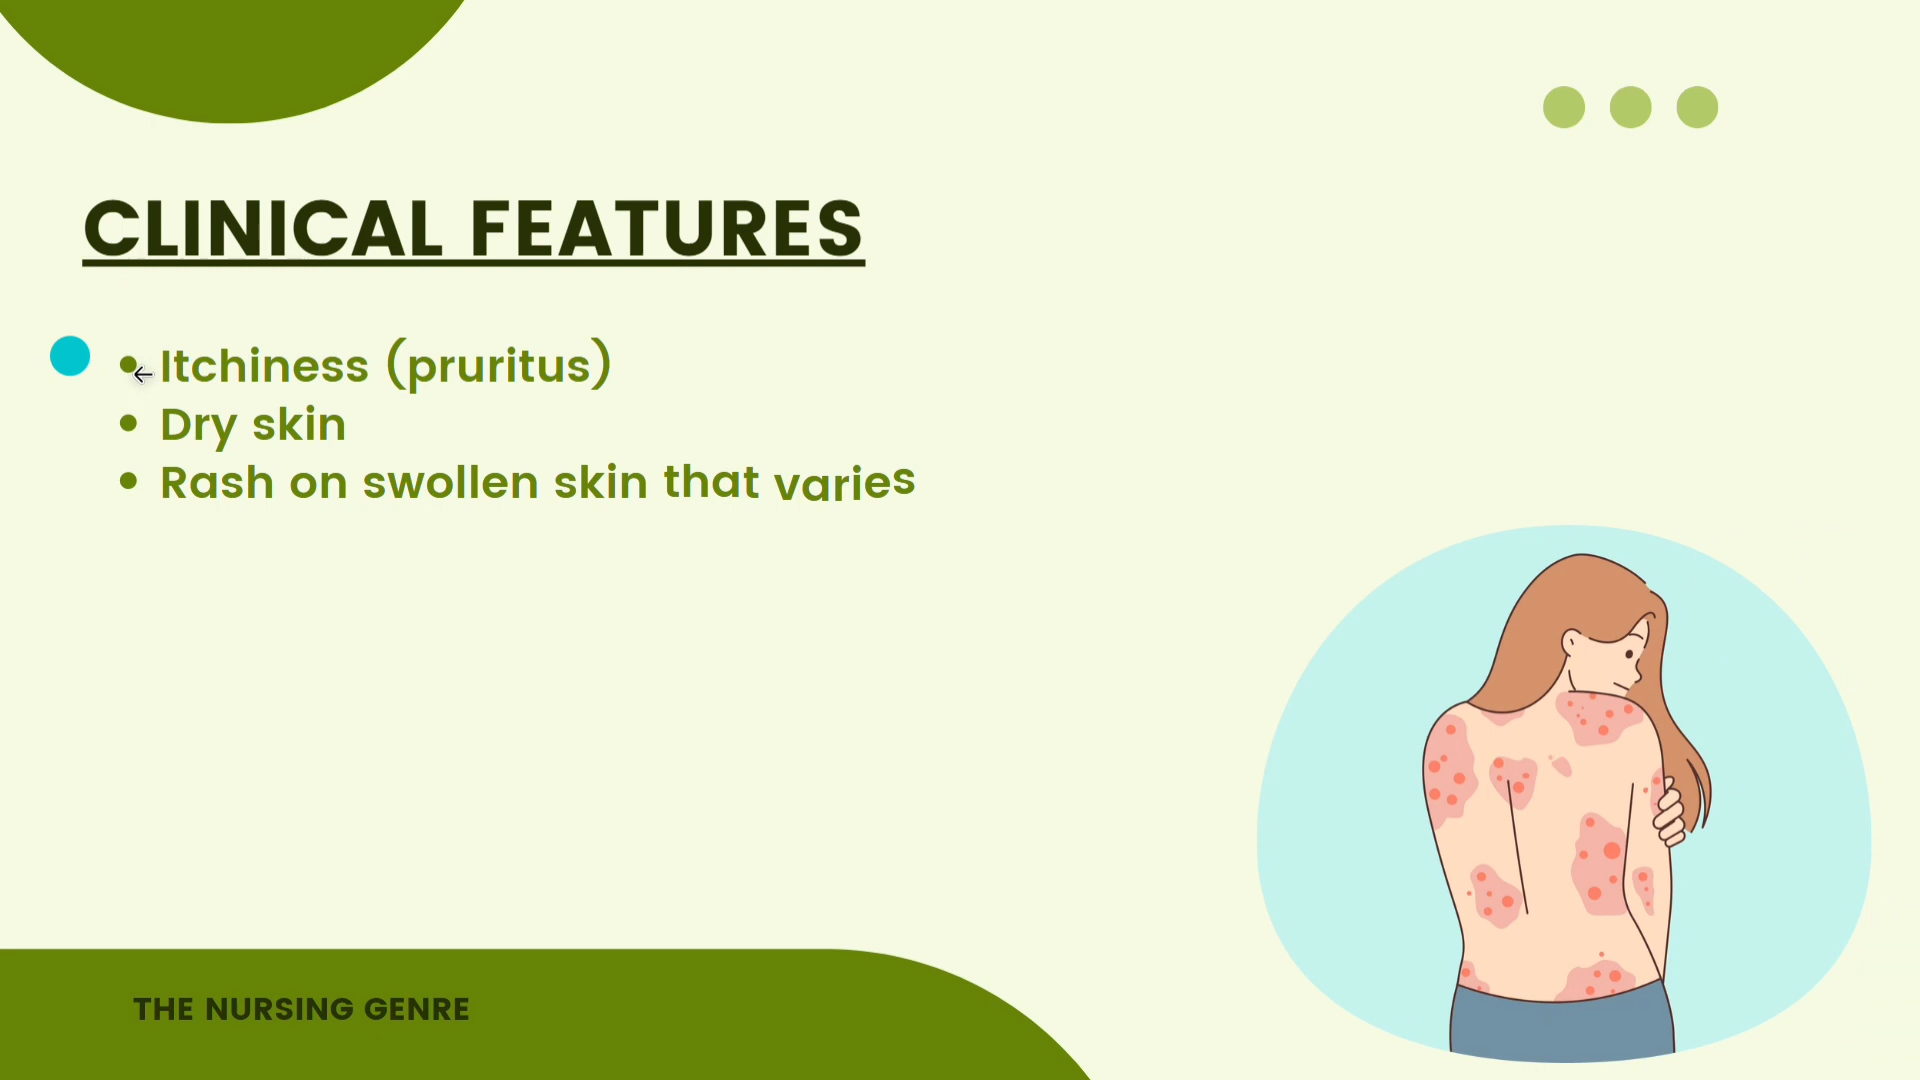 CLINICAL FEATURES
• Itchiness (pruritus)
• Dry skin
• Rash on swollen skin that varies
THE NURSING GENRE